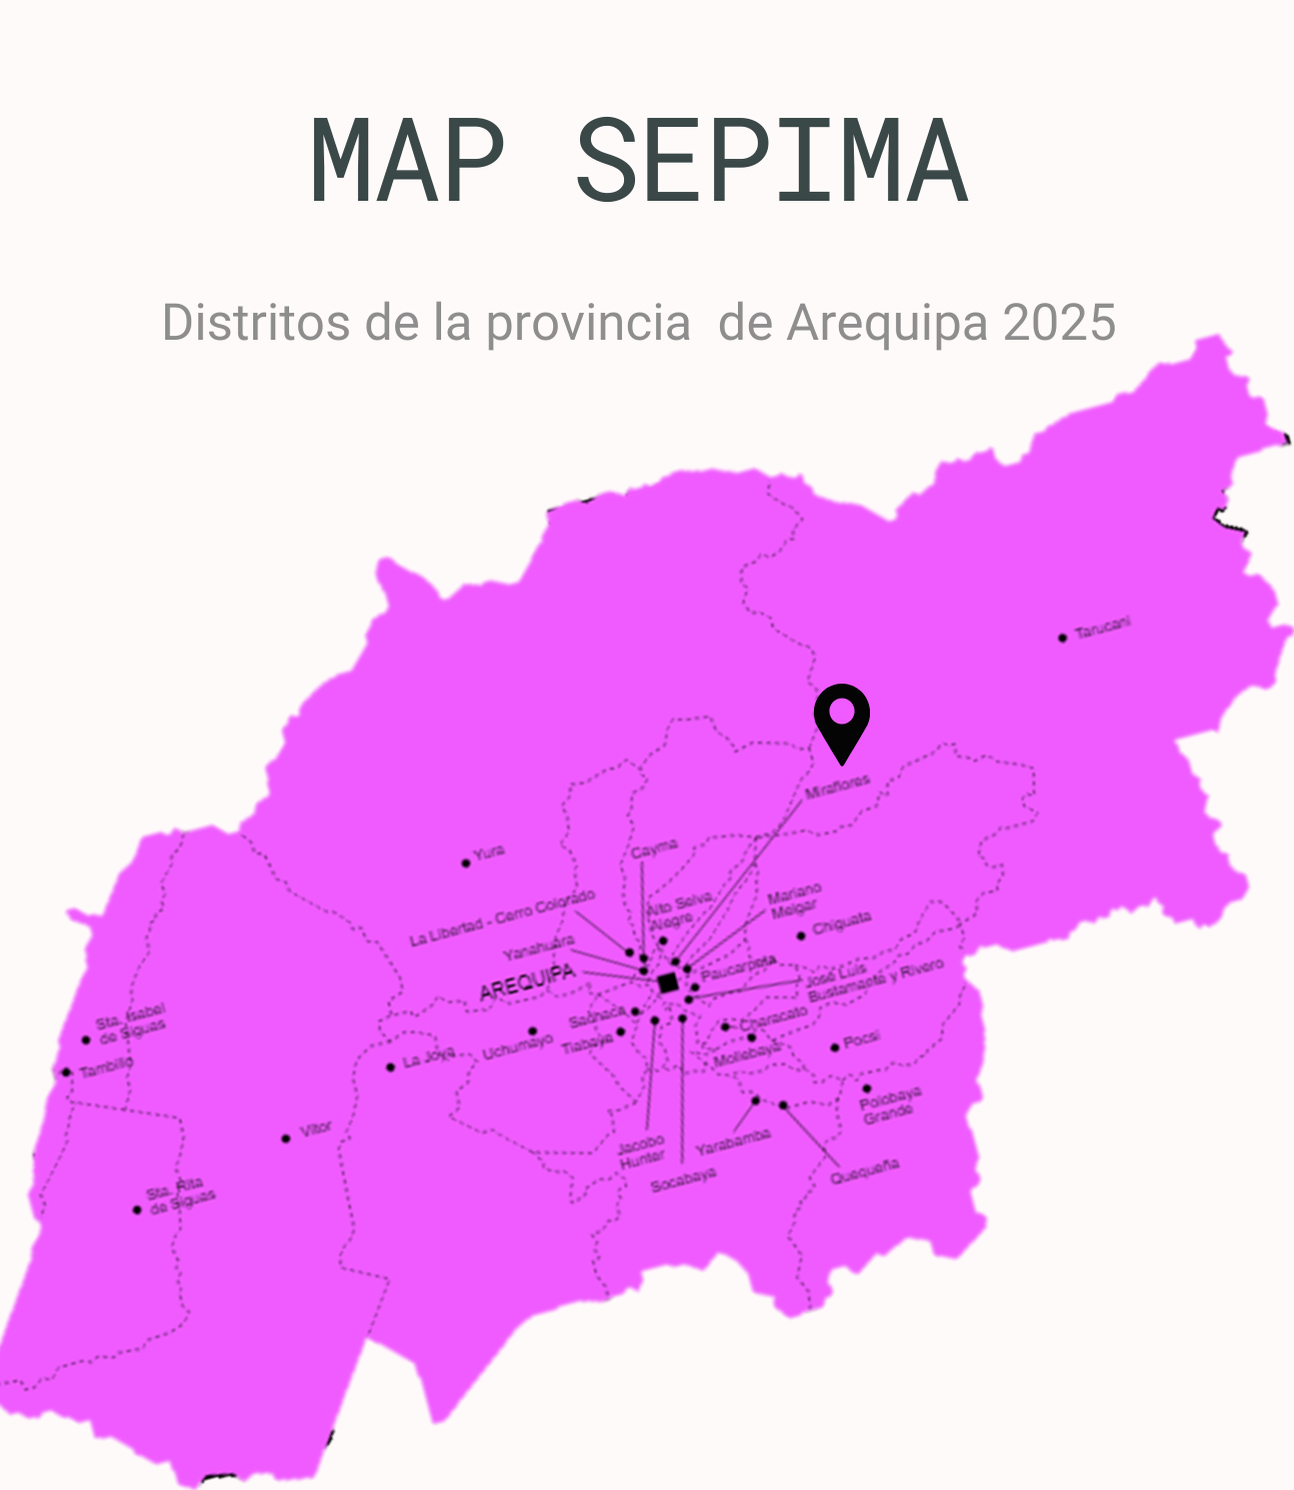 MAP SEPIMA
Distritos de la provincia de Arequipa 2025
Tarucani
Miraflores
Yura
Cayma
Alto Selva
Alegre
Mariano
Melgar
La Libertad - Cerro Colorado
Chiguata
Yanahuara
Paucarpata
AREQUIPA
José Luis
Bustamante y Rivero
Sachaca
Characato
Sta. Isabel
de Siguas
Tiabaya
Uchumayo
Mollebaya
Pocsi
La Joya
Tambillo
Polobaya
Grande
Vitor
Jacobo
Hunter
Yarabamba
Socabaya
Quequeña
Sta. Rita
de Siguas